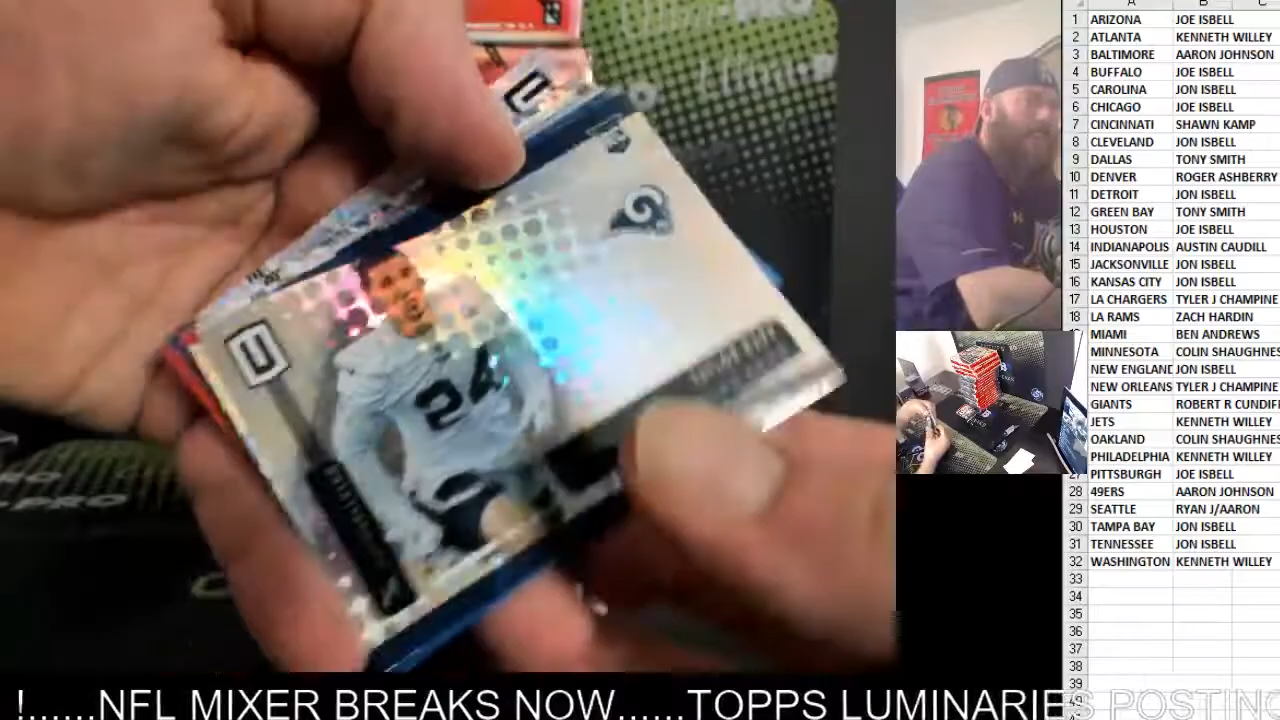 A B C
1 ARIZONA JOE ISBELL
2 ATLANTA KENNETH WILLEY
3 BALTIMORE AARON JOHNSON
4 BUFFALO JOE ISBELL
5 CAROLINA JON ISBELL
6 CHICAGO JOE ISBELL
7 CINCINNATI SHAWN KAMP
8 CLEVELAND JON ISBELL
9 DALLAS TONY SMITH
10 DENVER ROGER ASHBERRY
11 DETROIT JON ISBELL
12 GREEN BAY TONY SMITH
13 HOUSTON JOE ISBELL
14 INDIANAPOLIS AUSTIN CAUDILL
15 JACKSONVILLE JON ISBELL
16 KANSAS CITY JON ISBELL
17 LA CHARGERS TYLER J CHAMPINE
18 LA RAMS ZACH HARDIN
MIAMI BEN ANDREWS
MINNESOTA COLIN SHAUGHNES
NEW ENGLAND JON ISBELL
NEW ORLEANS TYLER J CHAMPINE
GIANTS ROBERT R CUNDIFF
JETS KENNETH WILLEY
OAKLAND COLIN SHAUGHNES
PHILADELPHIA KENNETH WILLEY
27 PITTSBURGH JOE ISBELL
28 49ERS AARON JOHNSON
29 SEATTLE RYAN J/AARON
30 TAMPA BAY JON ISBELL
31 TENNESSEE JON ISBELL
32 WASHINGTON KENNETH WILLEY
33
34
35
36
37
38
39
U
U
24
!......NFL MIXER BREAKS NOW......TOPPS LUMINARIES POSTING